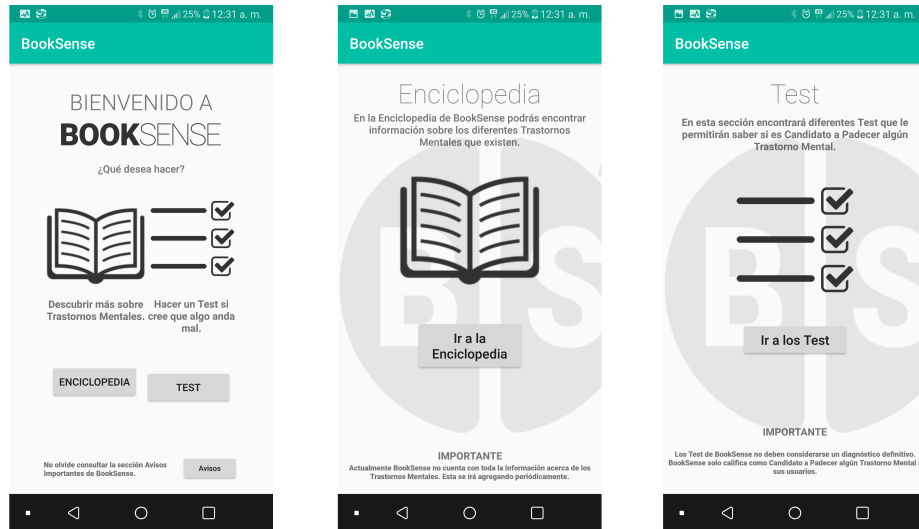 25% 12:31 a. m.
BookSense
BIENVENIDO A
BOOKSENSE
¿Qué desea hacer?
Descubrir más sobre
Trastornos Mentales.
Hacer un Test si
cree que algo anda
mal.
ENCICLOPEDIA
TEST
No olvide consultar la sección Avisos
Importantes de BookSense.
Avisos
25% 12:31 a. m.
BookSense
Enciclopedia
En la Enciclopedia de BookSense podrás encontrar
información sobre los diferentes Trastornos
Mentales que existen.
BS
Ir a la
Enciclopedia
IMPORTANTE
Actualmente BookSense no cuenta con toda la información acerca de los
Trastornos Mentales. Esta se irá agregando periódicamente.
25% 12:31 a. m.
BookSense
Test
En esta sección encontrará diferentes Test que le
permitirán saber si es Candidato a Padecer algún
Trastorno Mental.
BS
Ir a los Test
IMPORTANTE
Los Test de BookSense no deben considerarse un diagnóstico definitivo.
BookSense solo califica como Candidato a Padecer algún Trastorno Mental a
sus usuarios.